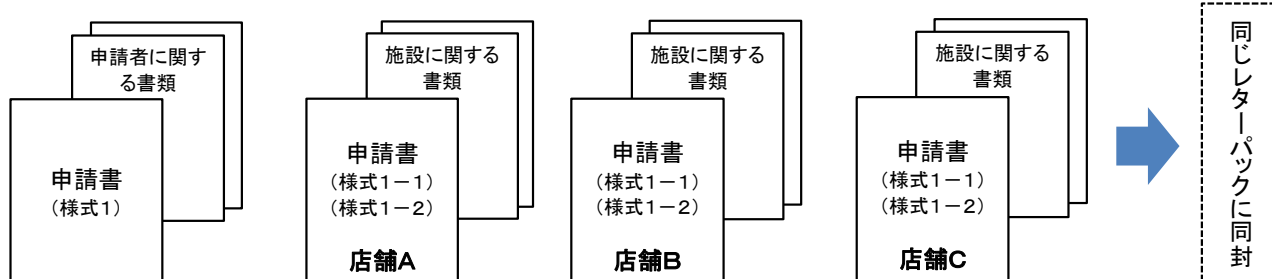 申請者に関す
る書類
申請書
（様式１）
施設に関する
書類
申請書
（様式１－１）
（様式１－２）
店舗A
施設に関する
書類
申請書
（様式１－１）
（様式１－２）
店舗B
施設に関する
書類
申請書
（様式１－１）
（様式１－２）
店舗C
同じレターパックに同封